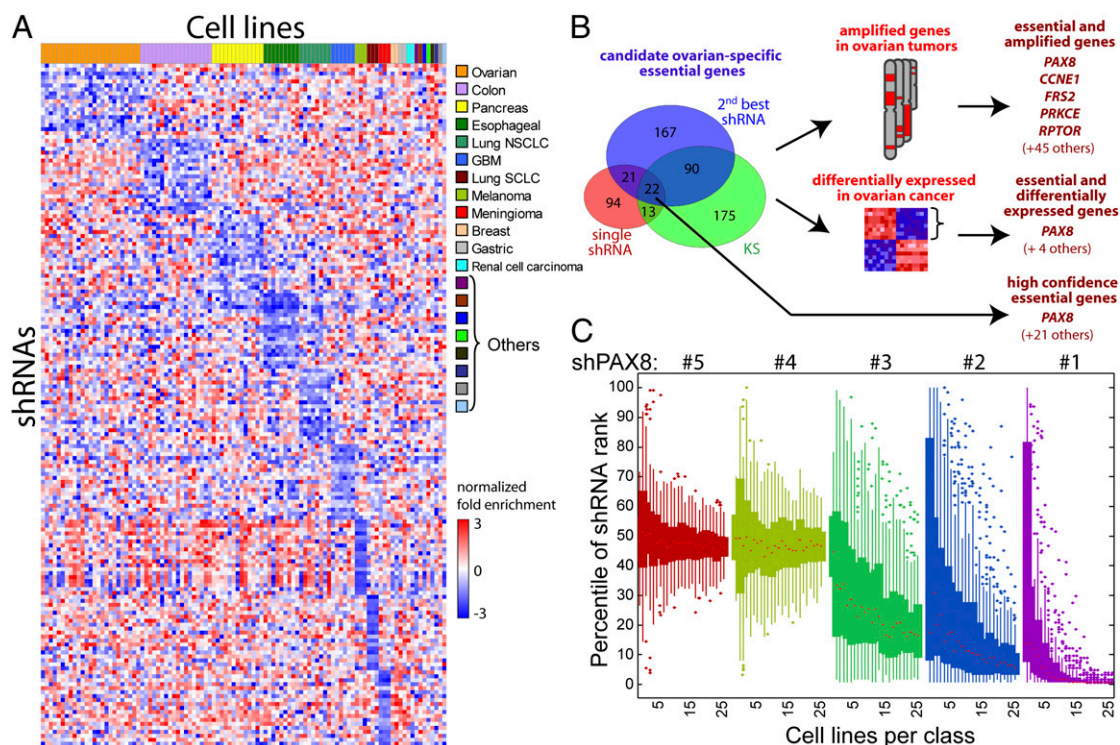 A
Cell lines
shRNAs
Ovarian
Colon
Pancreas
Esophageal
Lung NSCLC
GBM
Lung SCLC
Melanoma
Meningioma
Breast
Gastric
Renal cell carcinoma
Others
normalized
fold enrichment
3
0
-3
B
candidate ovarian-specific
essential genes
2nd best
shRNA
167
21
90
22
94
13
175
single
shRNA
KS
amplified genes
in ovarian tumors
differentially expressed
in ovarian cancer
essential and
amplified genes
PAX8
CCNE1
FRS2
PRKCE
RPTOR
(+45 others)
essential and
differentially
expressed genes
PAX8
(+ 4 others)
high confidence
essential genes
PAX8
(+21 others)
C
shPAX8: #5 #4 #3 #2 #1
Percentile of shRNA rank
100
90
80
70
60
50
40
30
20
10
0
5 15 25 5 15 25 5 15 25 5 15 25 5 15 25
Cell lines per class